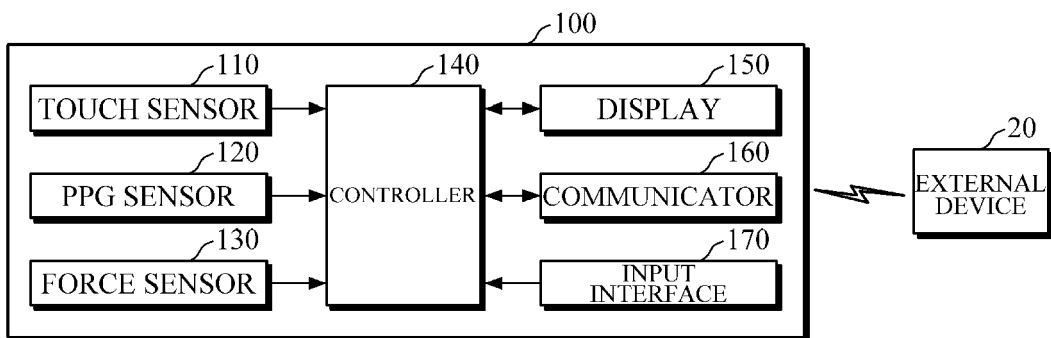 100
110
140
150
TOUCH SENSOR
DISPLAY
120
160
20
PPG SENSOR
CONTROLLER
COMMUNICATOR
EXTERNAL
DEVICE
130
170
FORCE SENSOR
INPUT
INTERFACE